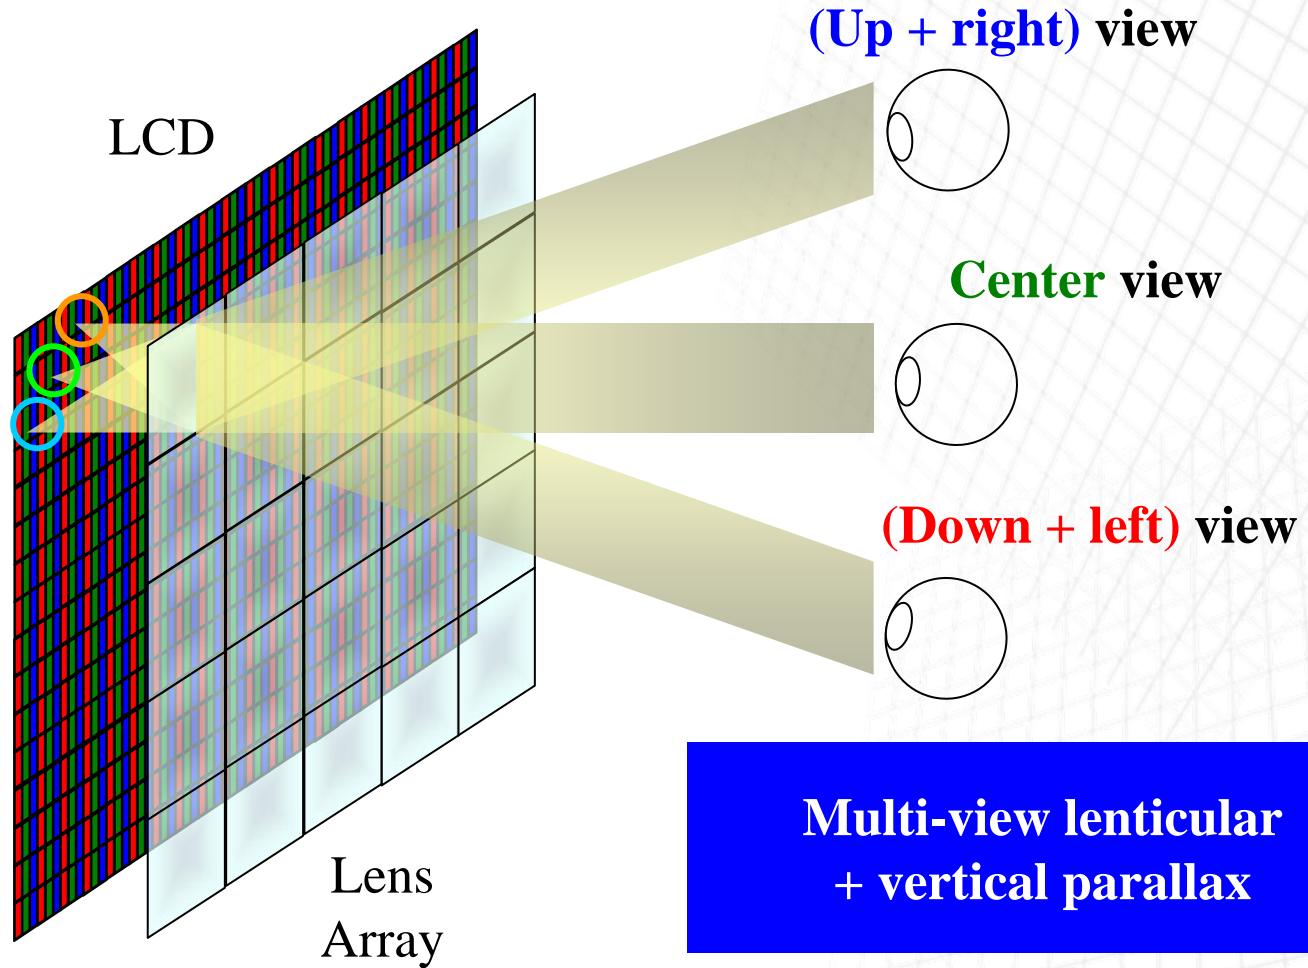 (Up + right) view
LCD
Center view
(Down + left) view
Multi-view lenticular
+ vertical parallax
Lens
Array